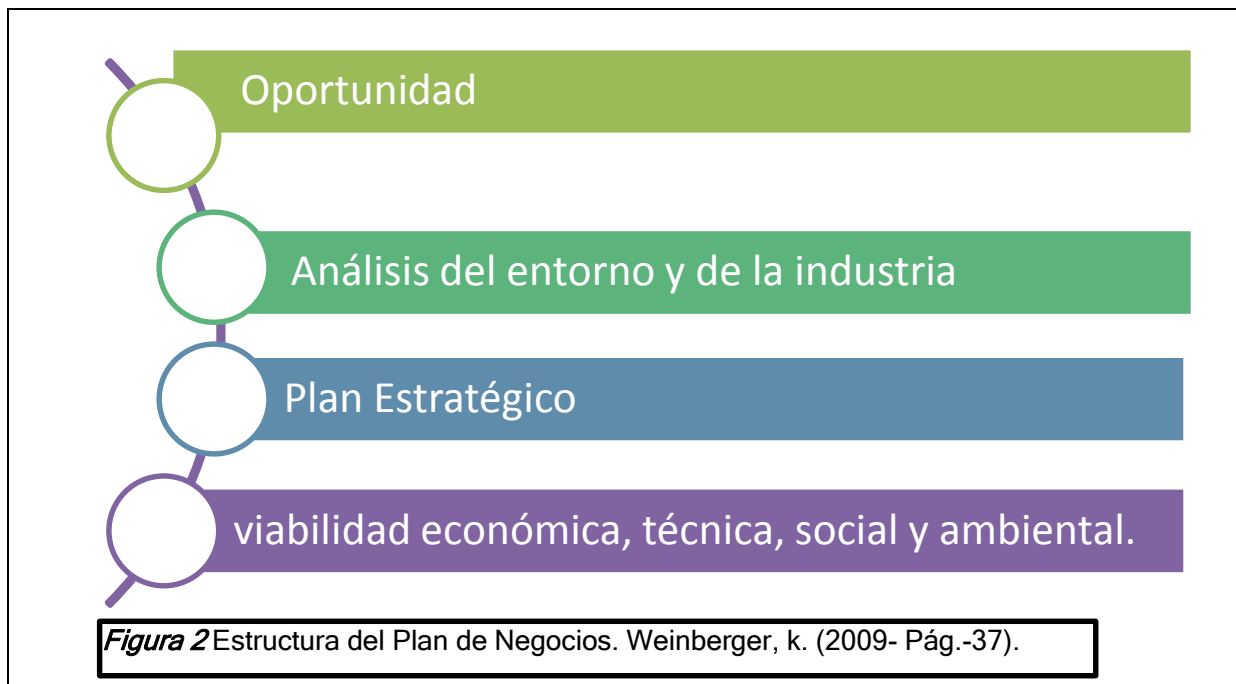 Oportunidad
Análisis del entorno y de la industria
Plan Estratégico
viabilidad económica, técnica, social y ambiental.
Figura 2 Estructura del Plan de Negocios. Weinberger, k. (2009- Pág.-37).